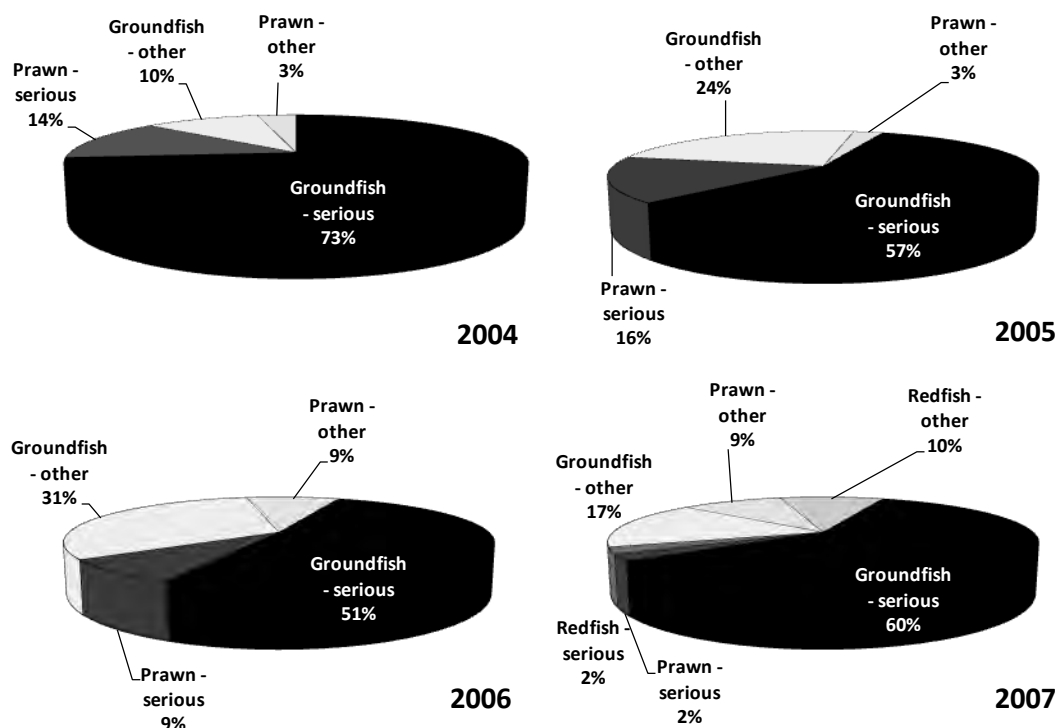 Groundfish
- other
10%
Prawn -
other
3%
Prawn -
serious
14%
Groundfish
- serious
73%
2004
Groundfish
- other
24%
Prawn -
other
3%
Groundfish
- serious
57%
Prawn -
serious
16%
2005
Groundfish
- other
31%
Prawn -
other
9%
Groundfish
- serious
51%
Prawn -
serious
9%
2006
Prawn -
other
9%
Redfish -
other
10%
Groundfish
- other
17%
Groundfish
- serious
60%
Redfish -
serious
2%
Prawn -
serious
2%
2007